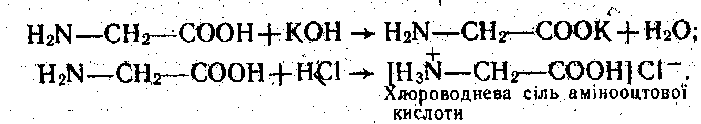 H₂N—CH₂—COOH+KOH → H₂N—CH₂—COOK+H₂O;
H₂N—CH₂—COOH+HCl → [H₃N⁺—CH₂—COOH]Cl⁻.
Хлороводнева сіль амінооцтової
кислоти